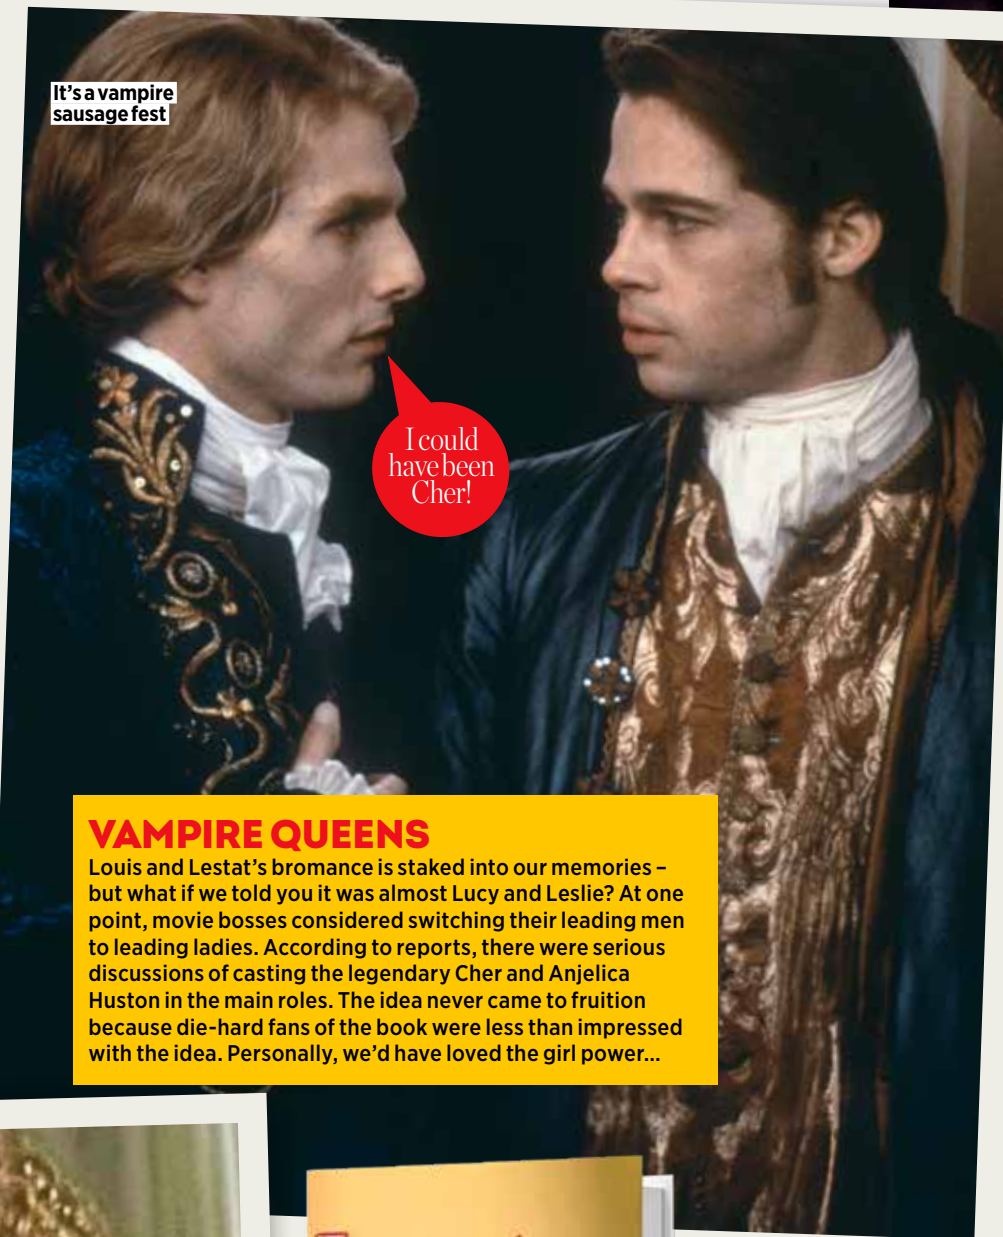 It's a vampire
sausage fest
I could
have been
Cher!
VAMPIRE QUEENS
Louis and Lestat's bromance is staked into our memories –
but what if we told you it was almost Lucy and Leslie? At one
point, movie bosses considered switching their leading men
to leading ladies. According to reports, there were serious
discussions of casting the legendary Cher and Anjelica
Huston in the main roles. The idea never came to fruition
because die-hard fans of the book were less than impressed
with the idea. Personally, we'd have loved the girl power...